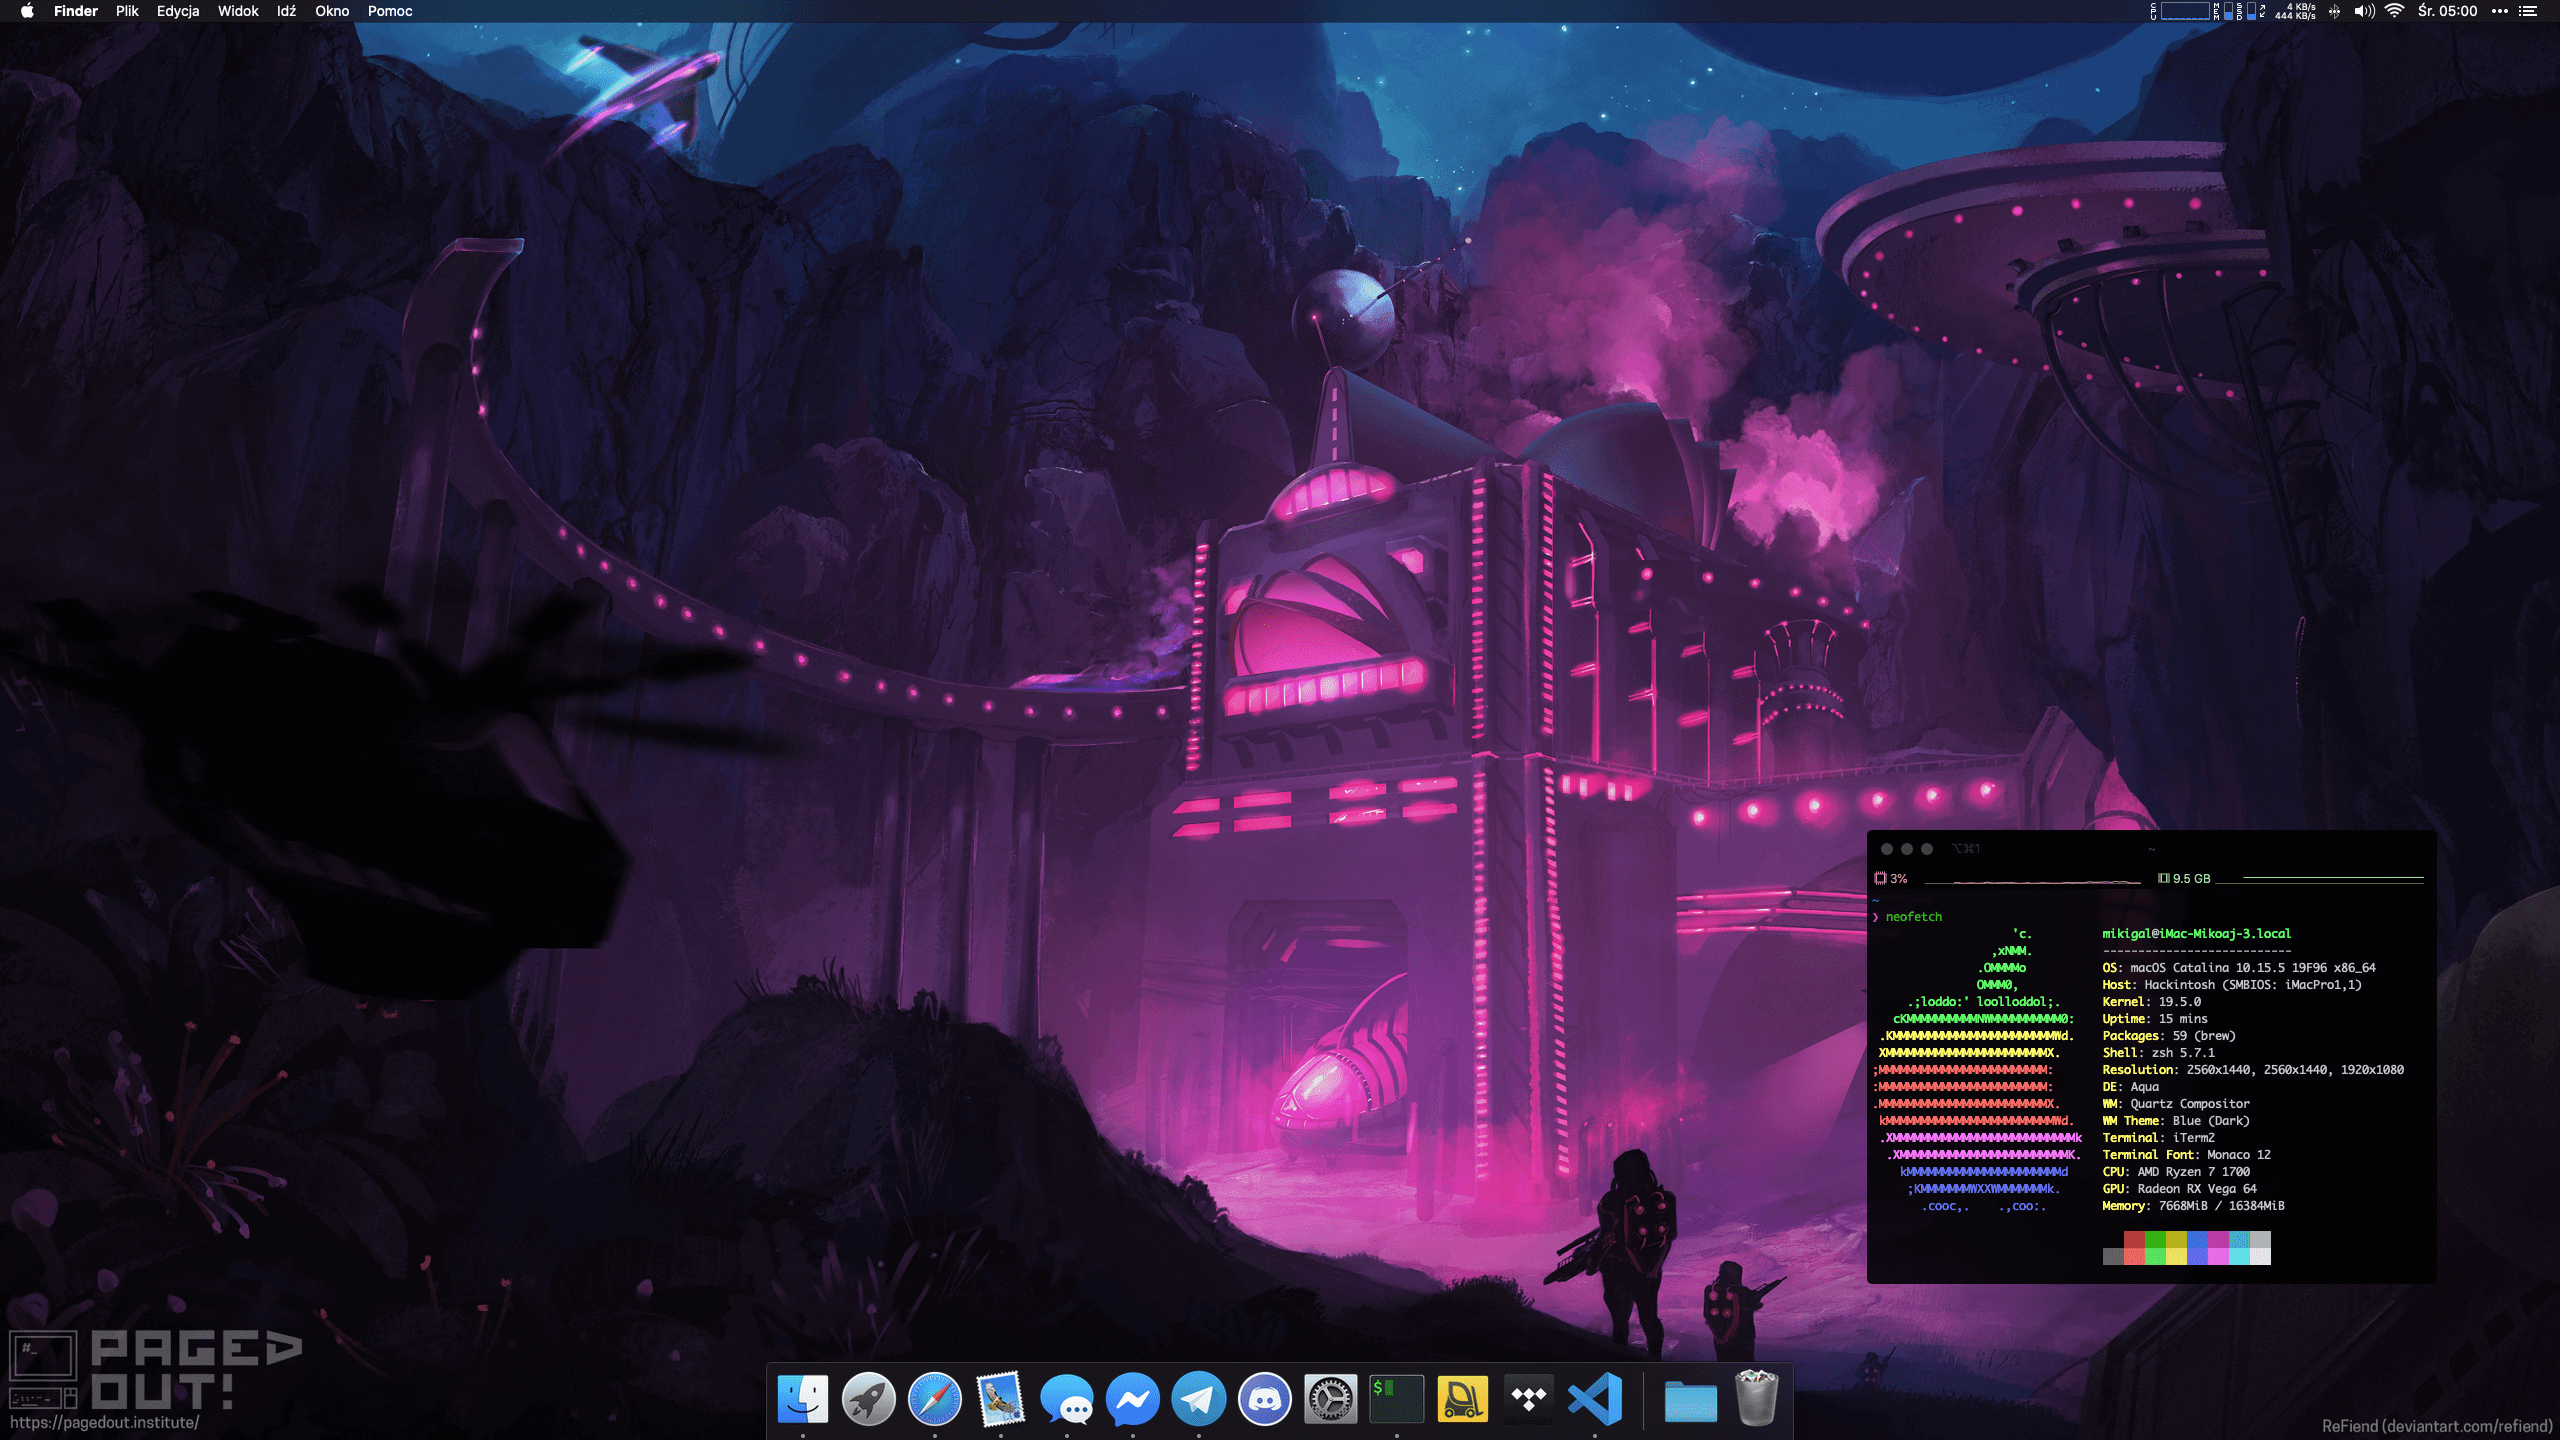 Finder Plik Edycja Widok Idź Okno Pomoc
CPU MEM SSD 4 KB/s
444 KB/s
Śr. 05:00
⌥⌘1 ~
3% 9.5 GB
~
❯ neofetch
'c.
,xNMM.
.OMMMMo
OMMM0,
.;loddo:' loolloddol;.
cKMMMMMMMMMMNWMMMMMMMMMM0:
.KMMMMMMMMMMMMMMMMMMMMMMMWd.
XMMMMMMMMMMMMMMMMMMMMMMMX.
;MMMMMMMMMMMMMMMMMMMMMMMM:
:MMMMMMMMMMMMMMMMMMMMMMMM:
.MMMMMMMMMMMMMMMMMMMMMMMMX.
kMMMMMMMMMMMMMMMMMMMMMMMMWd.
.XMMMMMMMMMMMMMMMMMMMMMMMMMMk
.XMMMMMMMMMMMMMMMMMMMMMMMMK.
kMMMMMMMMMMMMMMMMMMMMMMd
;KMMMMMMMWXXWMMMMMMMk.
.cooc,. .,coo:.
mikigal@iMac-Mikoaj-3.local
---------------------------
OS: macOS Catalina 10.15.5 19F96 x86_64
Host: Hackintosh (SMBIOS: iMacPro1,1)
Kernel: 19.5.0
Uptime: 15 mins
Packages: 59 (brew)
Shell: zsh 5.7.1
Resolution: 2560x1440, 2560x1440, 1920x1080
DE: Aqua
WM: Quartz Compositor
WM Theme: Blue (Dark)
Terminal: iTerm2
Terminal Font: Monaco 12
CPU: AMD Ryzen 7 1700
GPU: Radeon RX Vega 64
Memory: 7668MiB / 16384MiB
#_
PAGED
OUT!
https://pagedout.institute/
$
ReFiend (deviantart.com/refiend)